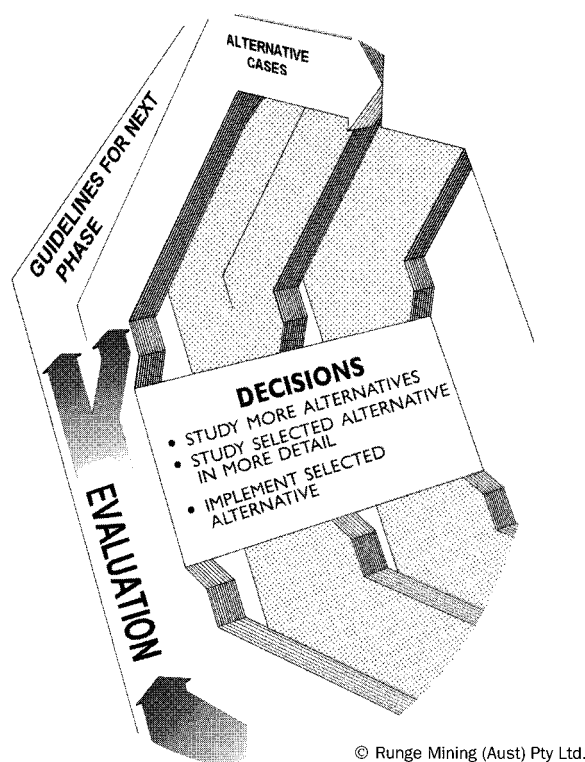 ALTERNATIVE
CASES
GUIDELINES FOR NEXT
PHASE
DECISIONS
• STUDY MORE ALTERNATIVES
• STUDY SELECTED ALTERNATIVE
IN MORE DETAIL
• IMPLEMENT SELECTED
ALTERNATIVE
EVALUATION
© Runge Mining (Aust) Pty Ltd.